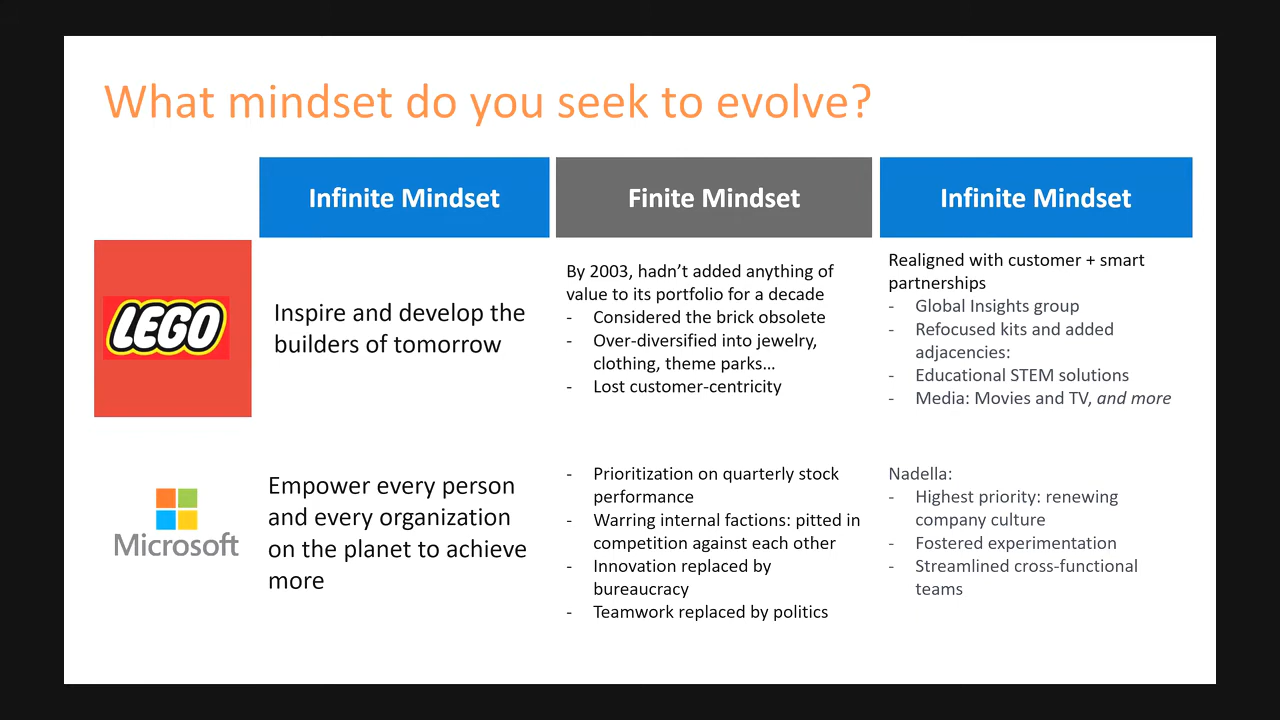 What mindset do you seek to evolve?
Infinite Mindset
Finite Mindset
Infinite Mindset
LEGO
Inspire and develop the
builders of tomorrow
By 2003, hadn’t added anything of
value to its portfolio for a decade
- Considered the brick obsolete
- Over-diversified into jewelry,
clothing, theme parks…
- Lost customer-centricity
Realigned with customer + smart
partnerships
- Global Insights group
- Refocused kits and added
adjacencies:
- Educational STEM solutions
- Media: Movies and TV, and more
Microsoft
Empower every person
and every organization
on the planet to achieve
more
- Prioritization on quarterly stock
performance
- Warring internal factions: pitted in
competition against each other
- Innovation replaced by
bureaucracy
- Teamwork replaced by politics
Nadella:
- Highest priority: renewing
company culture
- Fostered experimentation
- Streamlined cross-functional
teams